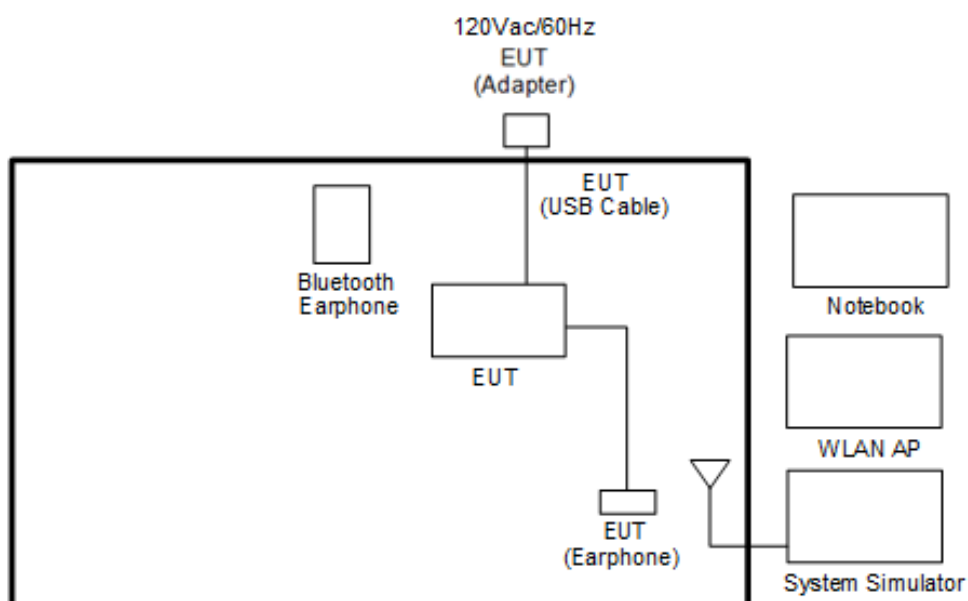 120Vac/60Hz
EUT
(Adapter)
EUT
(USB Cable)
Bluetooth
Earphone
EUT
Notebook
WLAN AP
EUT
(Earphone)
System Simulator